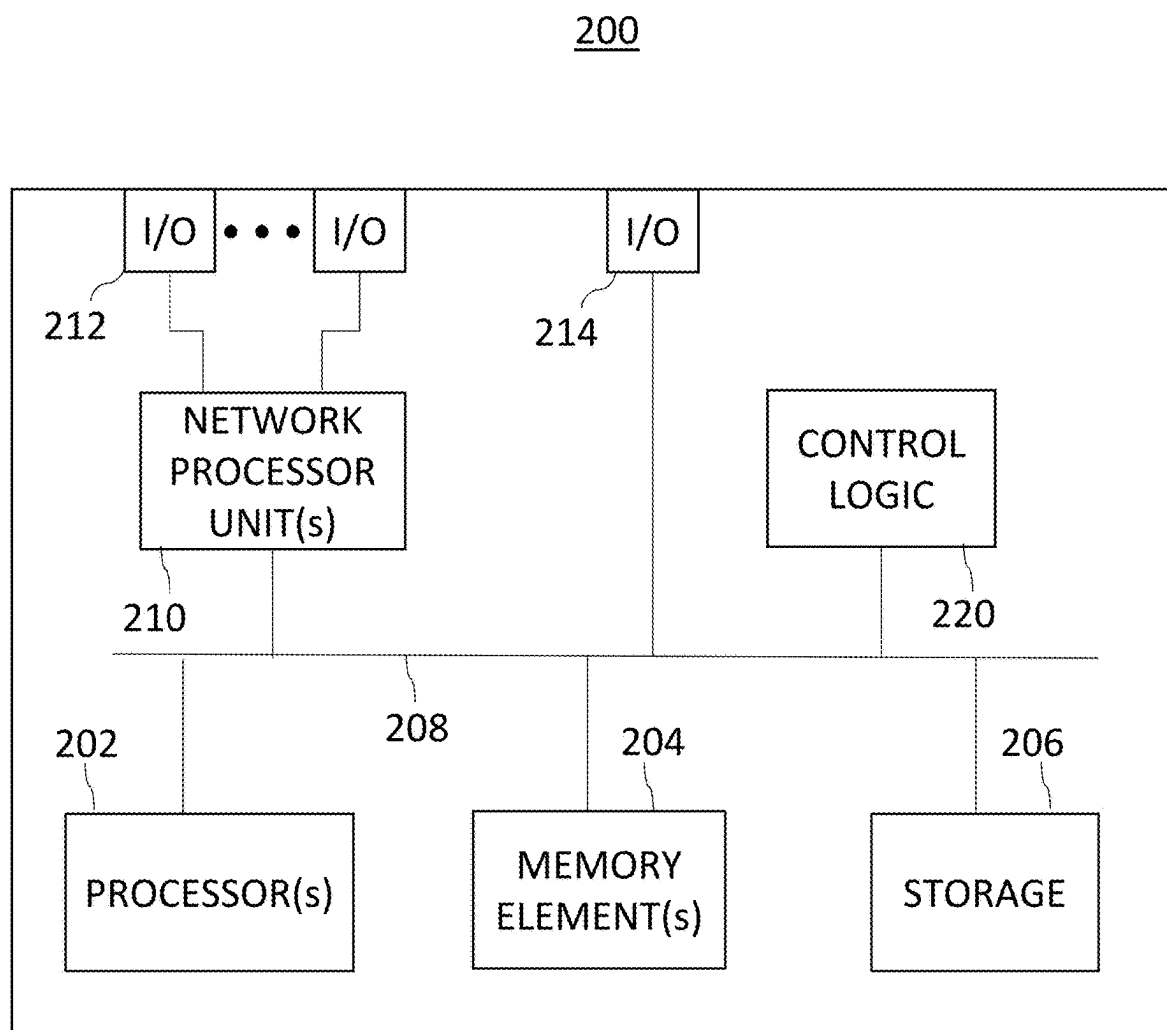 200
I/O
I/O
I/O
212
214
NETWORK
PROCESSOR
UNIT(s)
CONTROL
LOGIC
210
220
208
202
204
206
PROCESSOR(s)
MEMORY
ELEMENT(s)
STORAGE